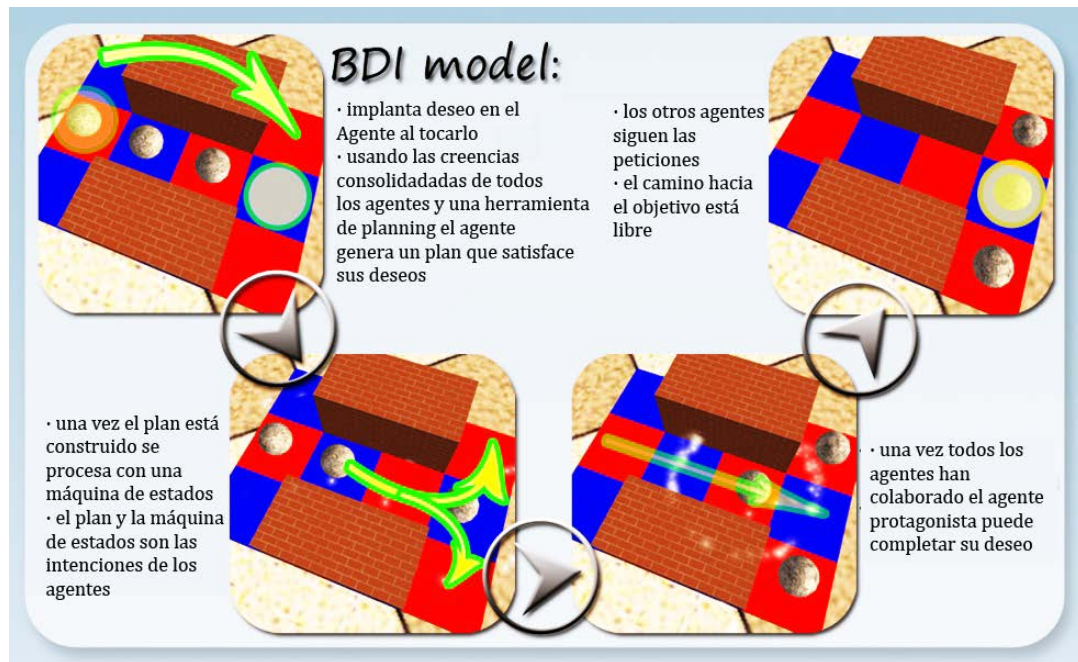 BDI model:
· implanta deseo en el
Agente al tocarlo
· usando las creencias
consolidadadas de todos
los agentes y una herramienta
de planning el agente
genera un plan que satisface
sus deseos
· los otros agentes
siguen las
peticiones
· el camino hacia
el objetivo está
libre
· una vez el plan está
construido se
procesa con una
máquina de estados
· el plan y la máquina
de estados son las
intenciones de los
agentes
· una vez todos los
agentes han
colaborado el agente
protagonista puede
completar su deseo